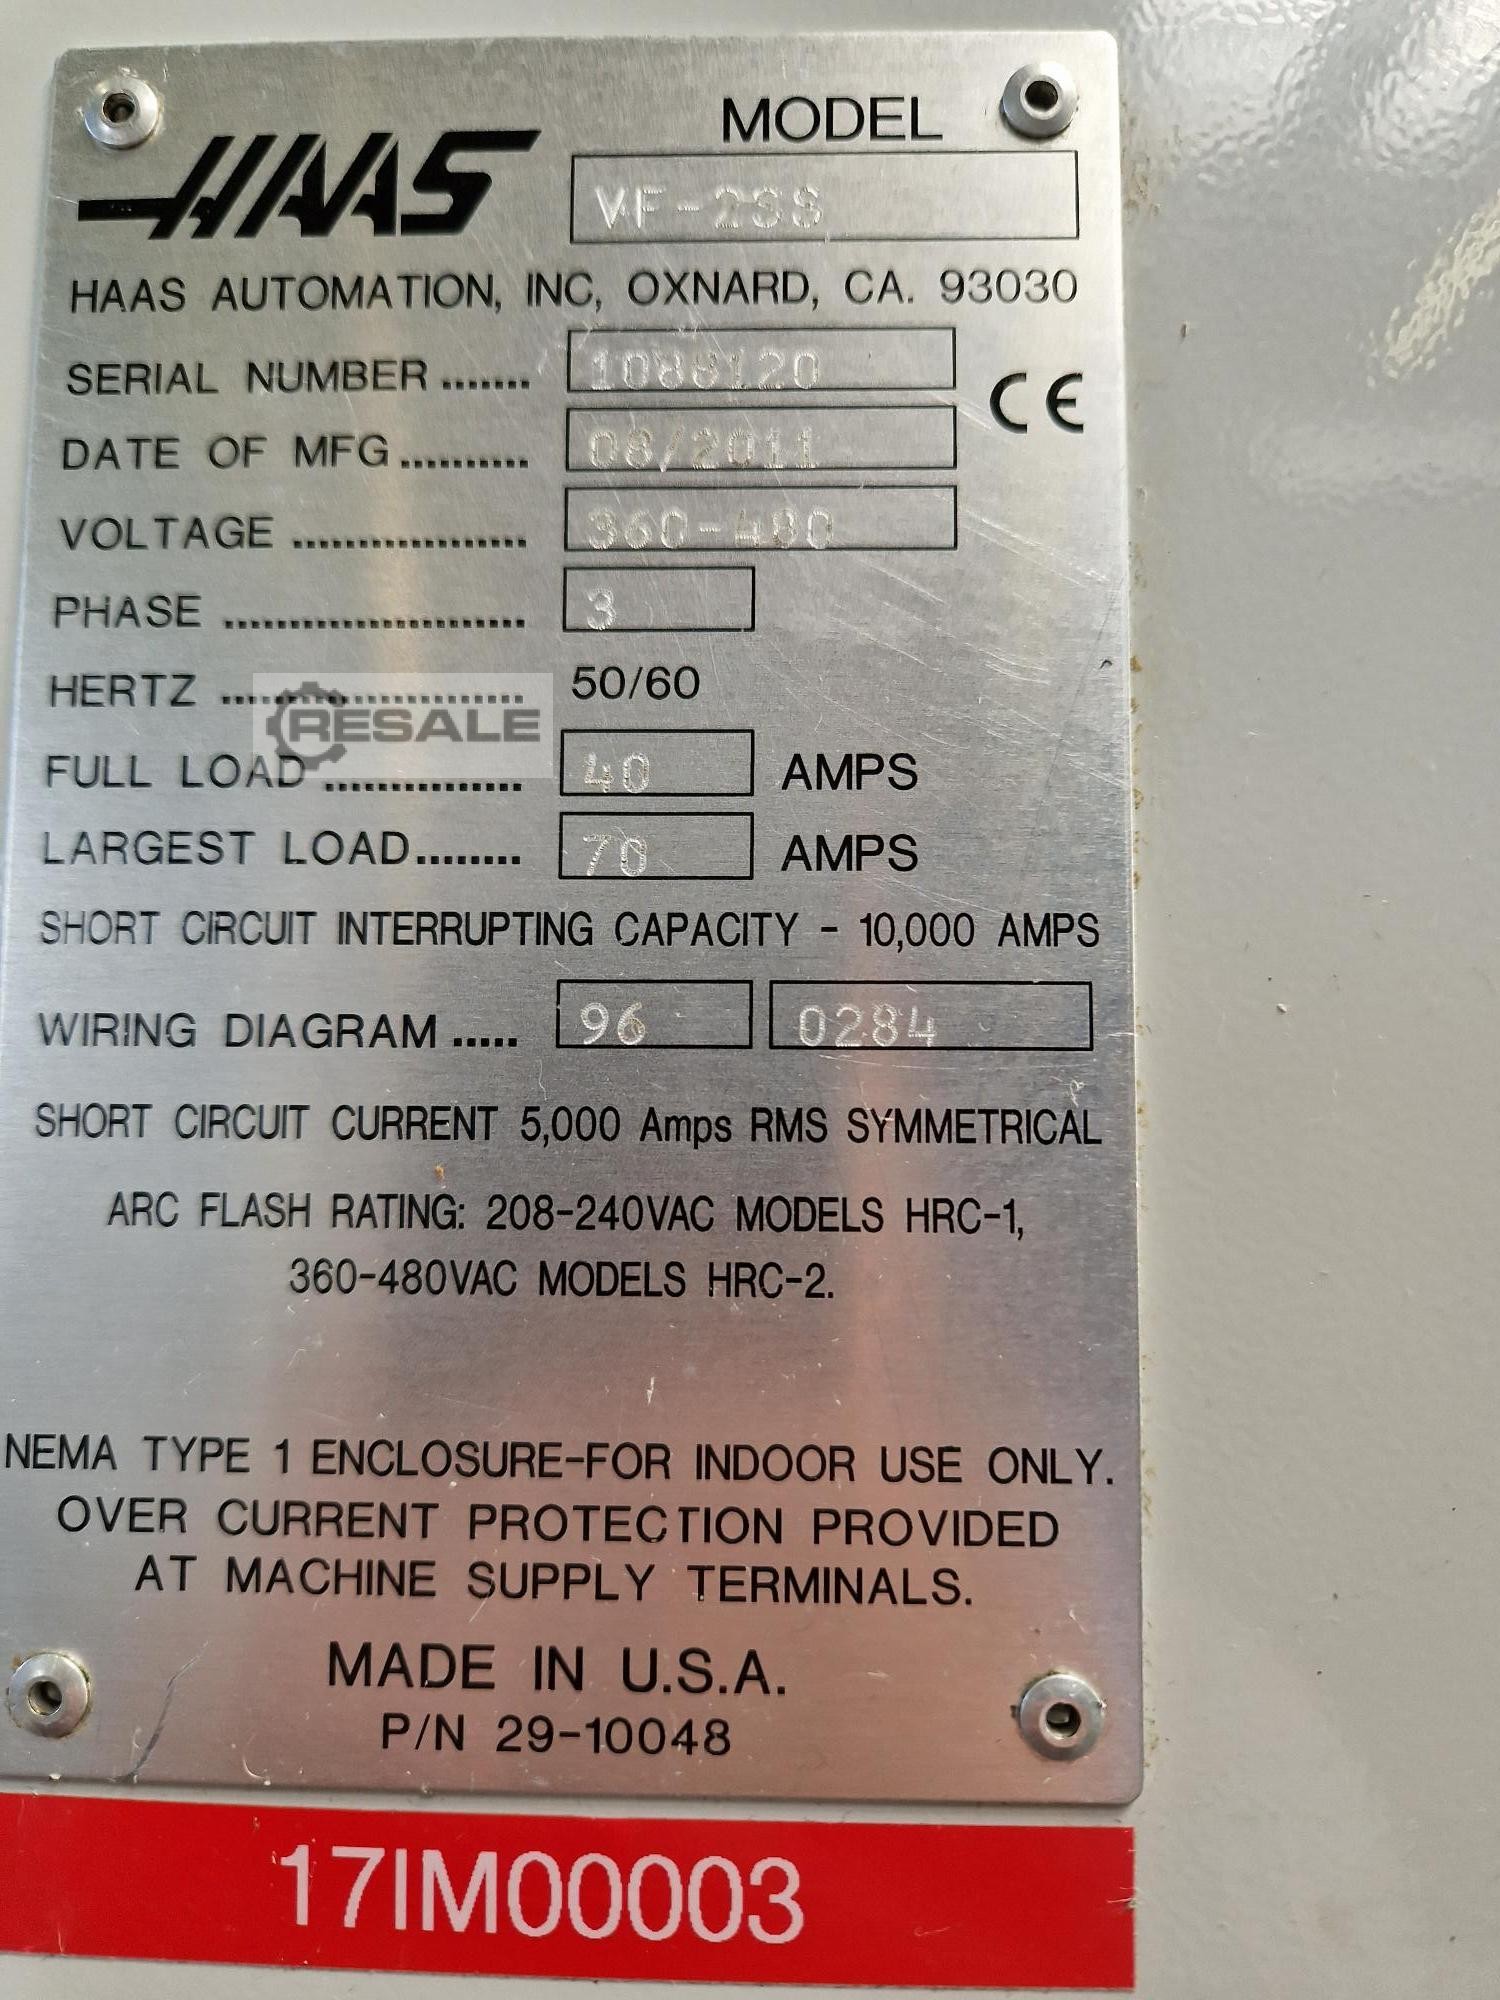 HAAS
MODEL
VF-2SS
HAAS AUTOMATION, INC, OXNARD, CA. 93030
SERIAL NUMBER ....... 1088120
CE
DATE OF MFG .......... 08/2011
VOLTAGE .................. 360-480
PHASE ....................... 3
HERTZ ....................... 50/60
RESALE
FULL LOAD ............... 40 AMPS
LARGEST LOAD ........ 70 AMPS
SHORT CIRCUIT INTERRUPTING CAPACITY - 10,000 AMPS
WIRING DIAGRAM ..... 96 0284
SHORT CIRCUIT CURRENT 5,000 Amps RMS SYMMETRICAL
ARC FLASH RATING: 208-240VAC MODELS HRC-1,
360-480VAC MODELS HRC-2.
NEMA TYPE 1 ENCLOSURE-FOR INDOOR USE ONLY.
OVER CURRENT PROTECTION PROVIDED
AT MACHINE SUPPLY TERMINALS.
MADE IN U.S.A.
P/N 29-10048
17IM00003